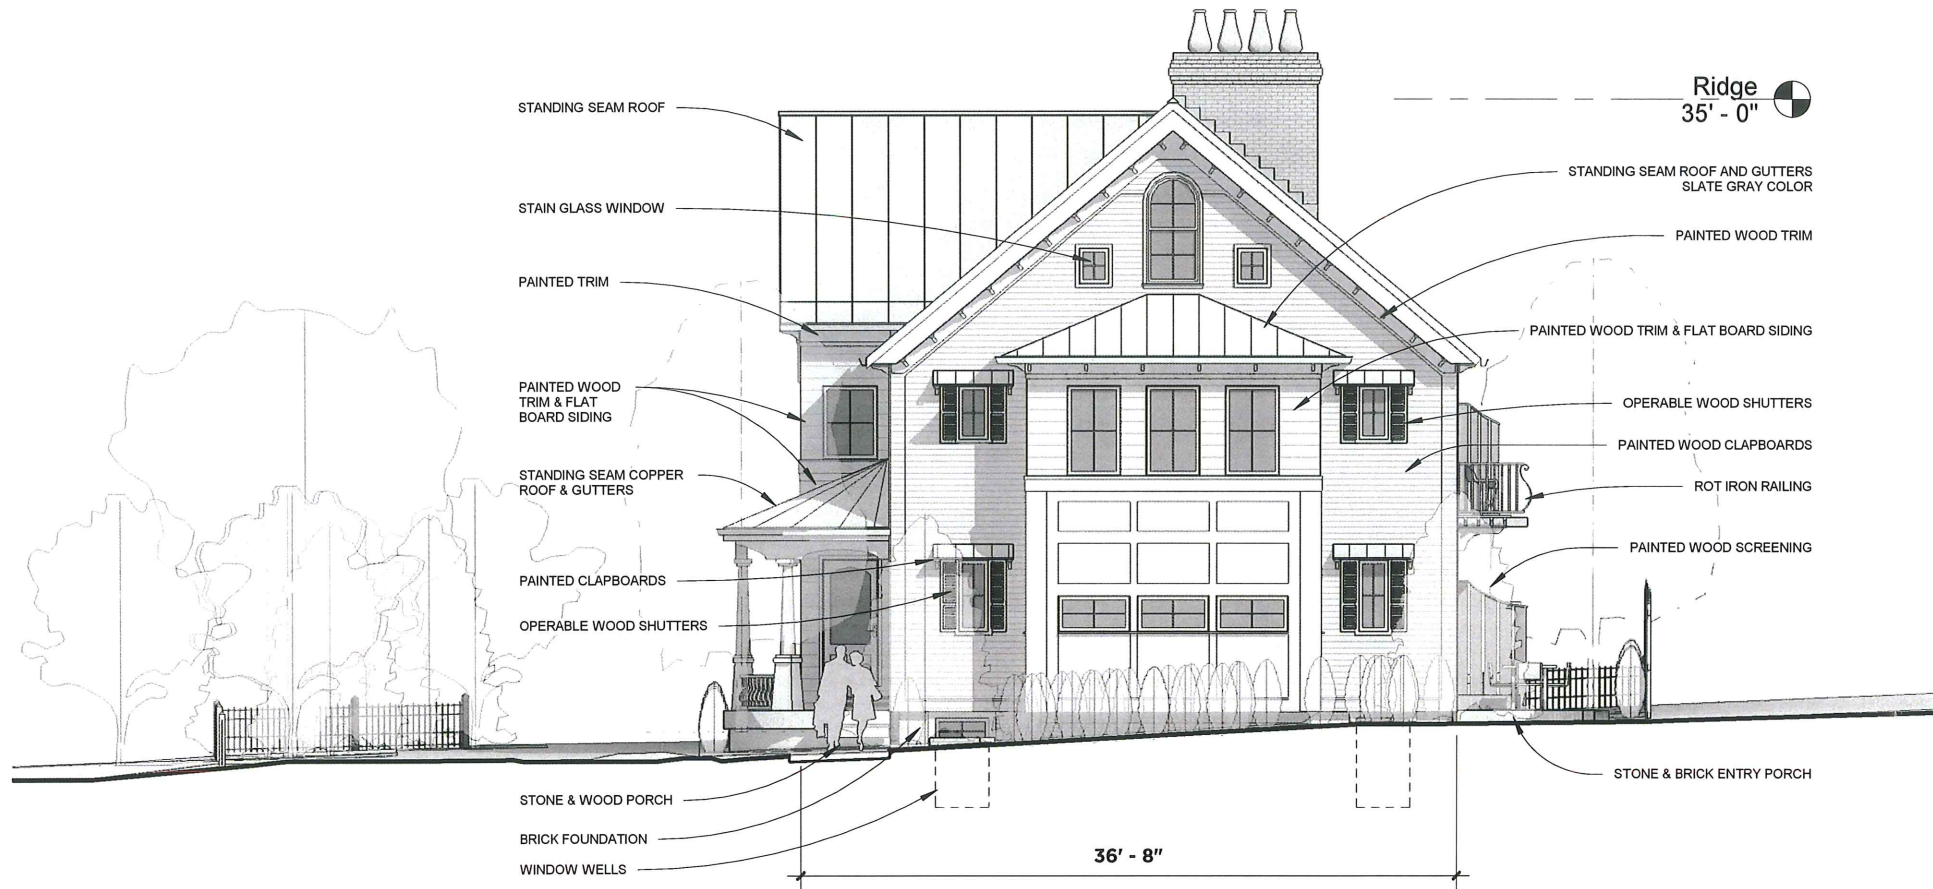 STANDING SEAM ROOF
STAIN GLASS WINDOW
PAINTED TRIM
PAINTED WOOD
TRIM & FLAT
BOARD SIDING
STANDING SEAM COPPER
ROOF & GUTTERS
PAINTED CLAPBOARDS
OPERABLE WOOD SHUTTERS
STONE & WOOD PORCH
BRICK FOUNDATION
WINDOW WELLS
36' - 8"
Ridge
35' - 0"
STANDING SEAM ROOF AND GUTTERS
SLATE GRAY COLOR
PAINTED WOOD TRIM
PAINTED WOOD TRIM & FLAT BOARD SIDING
OPERABLE WOOD SHUTTERS
PAINTED WOOD CLAPBOARDS
ROT IRON RAILING
PAINTED WOOD SCREENING
STONE & BRICK ENTRY PORCH